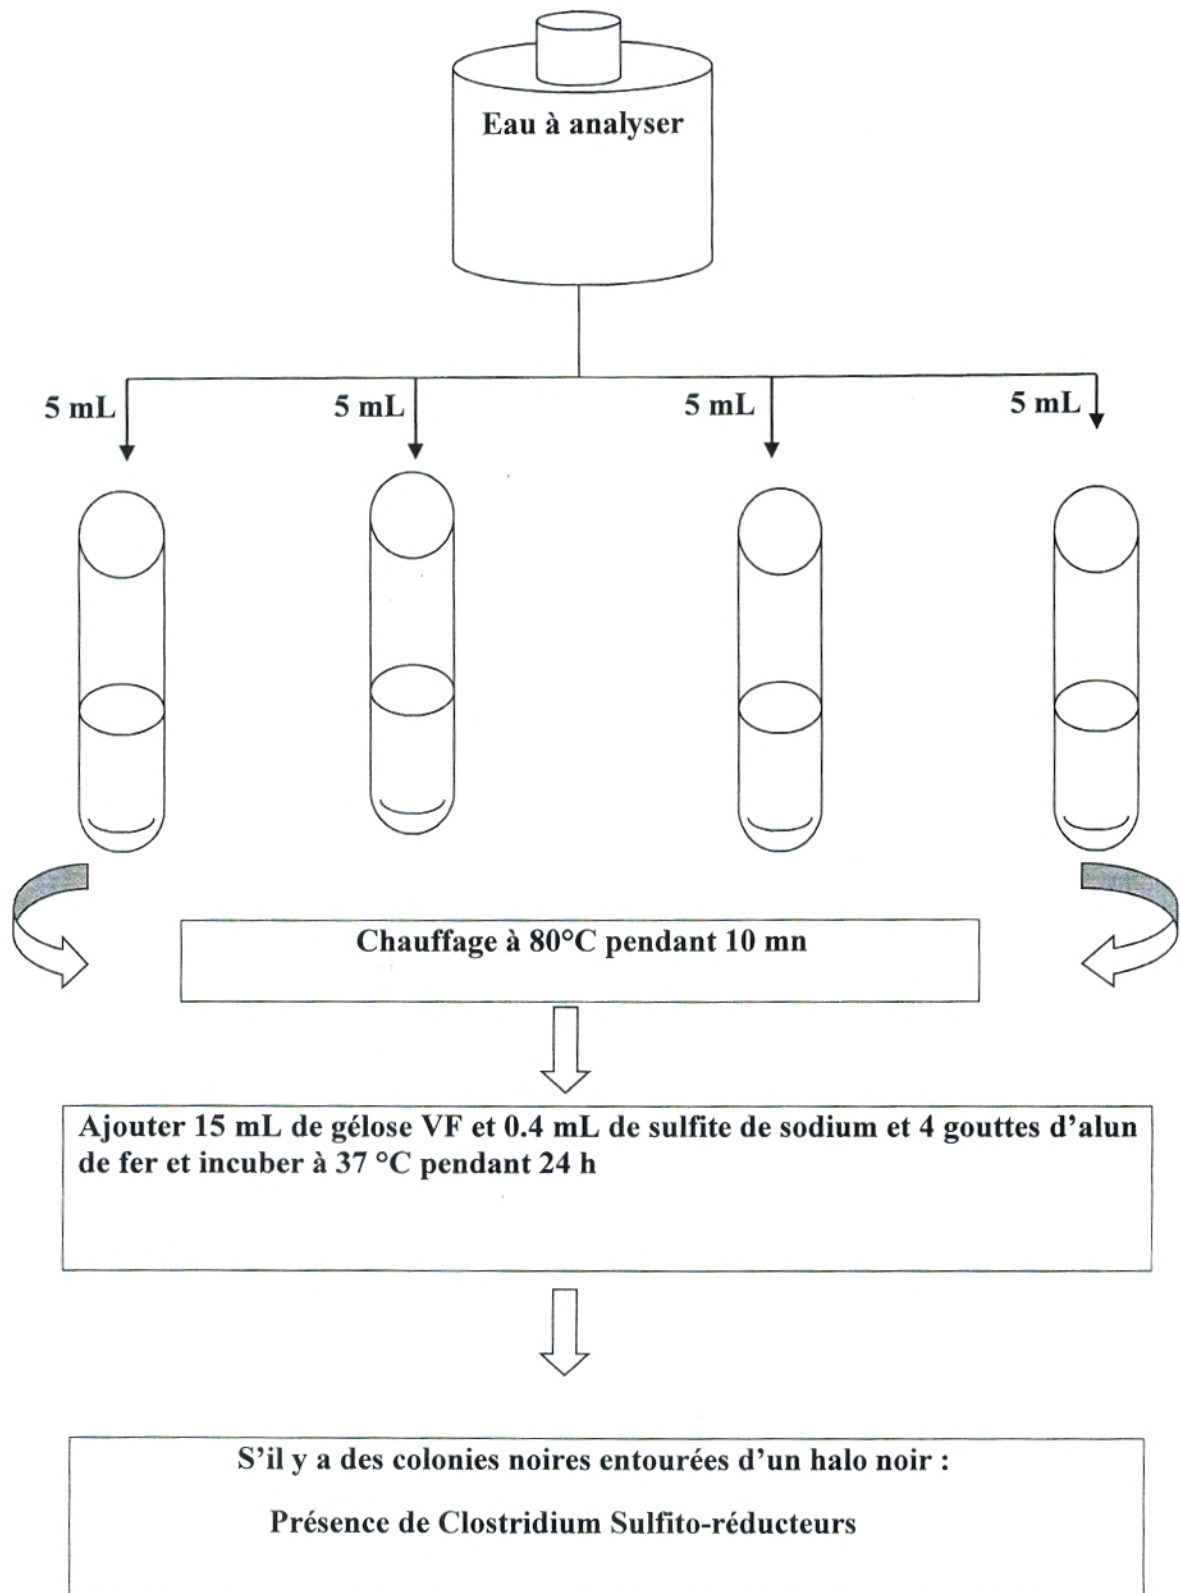 Eau à analyser
5 mL
5 mL
5 mL
5 mL
Chauffage à 80°C pendant 10 mn
Ajouter 15 mL de gélose VF et 0.4 mL de sulfite de sodium et 4 gouttes d'alun
de fer et incuber à 37 °C pendant 24 h
S'il y a des colonies noires entourées d'un halo noir :
Présence de Clostridium Sulfito-réducteurs